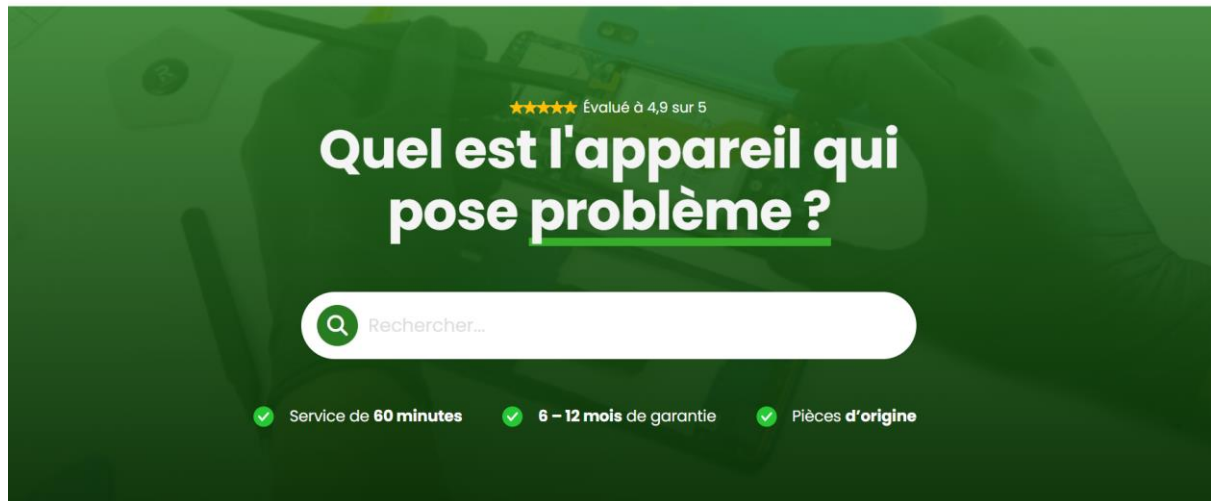 ★★★★★ Évalué à 4,9 sur 5
Quel est l'appareil qui
pose problème ?
Rechercher...
Service de 60 minutes
6 – 12 mois de garantie
Pièces d'origine